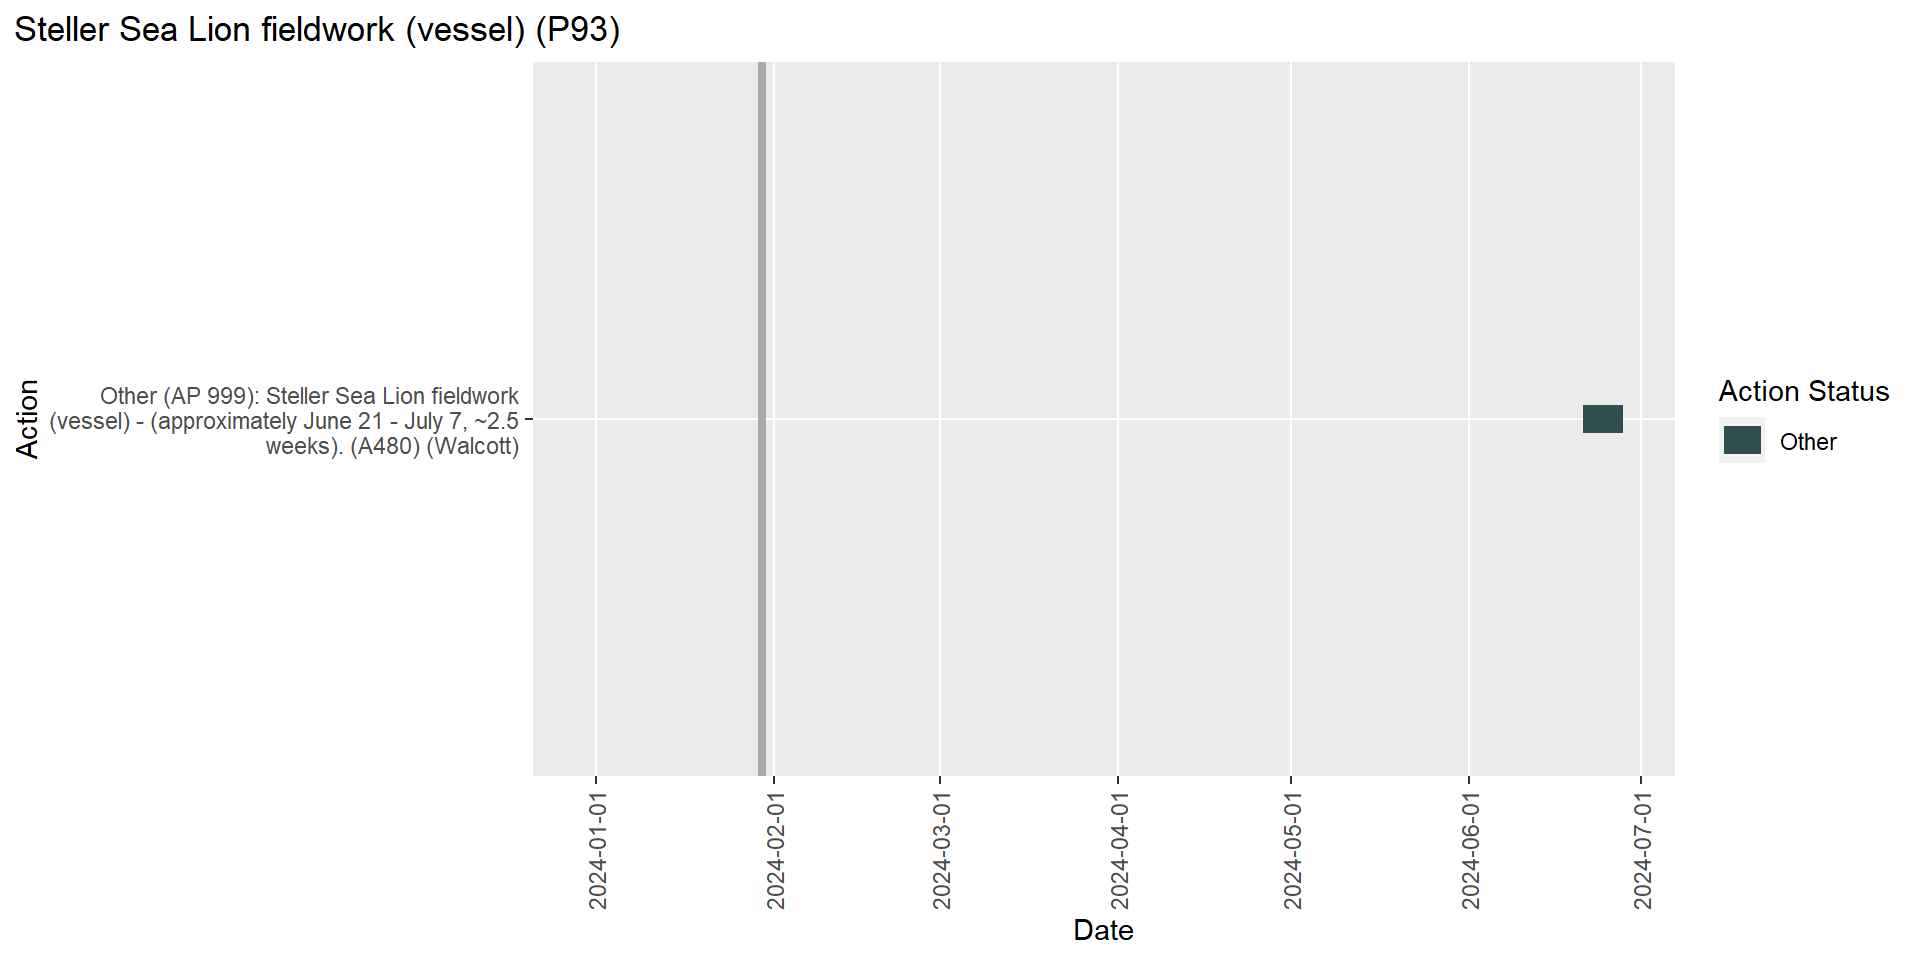 Steller Sea Lion fieldwork (vessel) (P93)
Action
Other (AP 999): Steller Sea Lion fieldwork
(vessel) - (approximately June 21 - July 7, ~2.5
weeks). (A480) (Walcott)
Action Status
Other
2024-01-01
2024-02-01
2024-03-01
2024-04-01
2024-05-01
2024-06-01
2024-07-01
Date